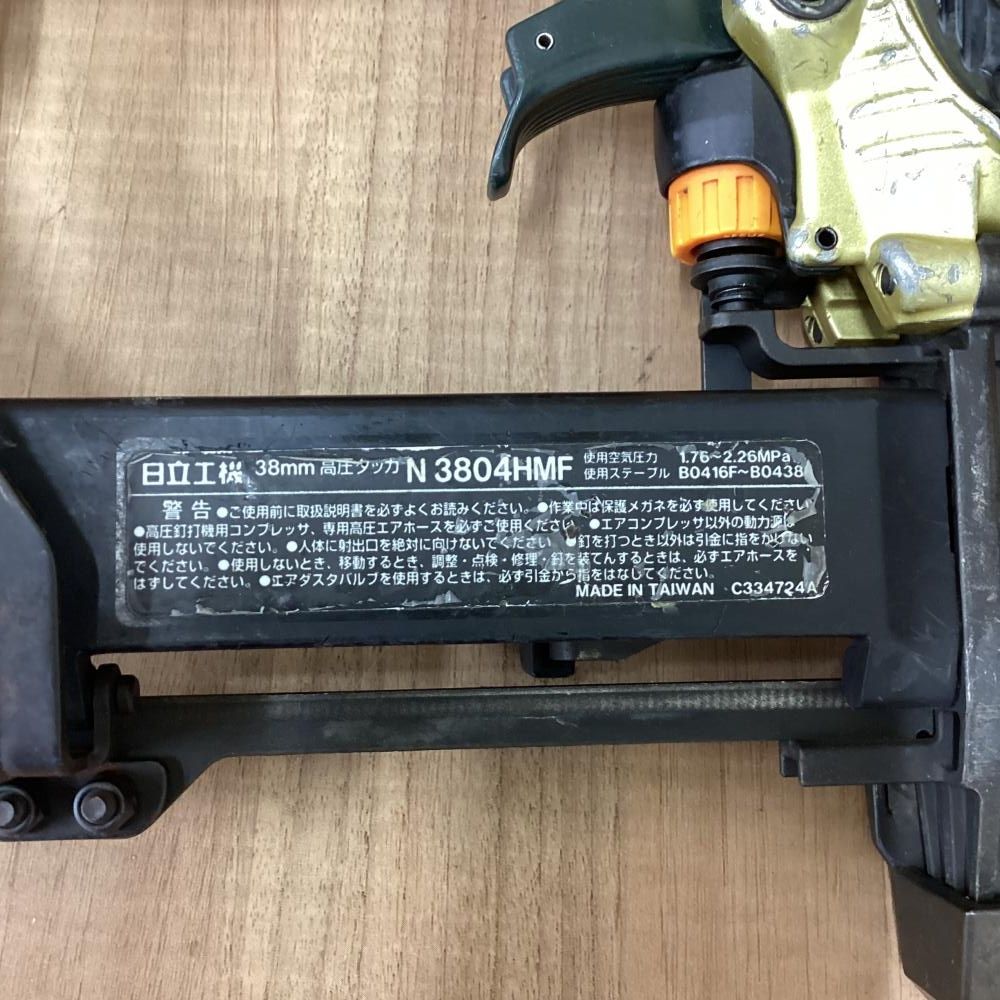 日立工機 38mm 高圧タッカ N 3804HMF 使用空気圧力 1.76~2.26MPa
使用ステープル B0416F~B0438
警告 ●ご使用前に取扱説明書を必ずよくお読みください。●作業中は保護メガネを必ず使用してください
●高圧釘打機用コンプレッサ、専用高圧エアホースを必ずご使用ください ●エアコンプレッサ以外の動力源
使用しないでください。●人体に射出口を絶対に向けないでください ●釘を打つとき以外は引金に指をかけない
でください。●使用しないとき、移動するとき、調整・点検・修理・釘を装てんするときは、必ずエアホースを
はずしてください。●エアダスタバルブを使用するときは、必ず引金から指をはなしてください。
MADE IN TAIWAN C334724A